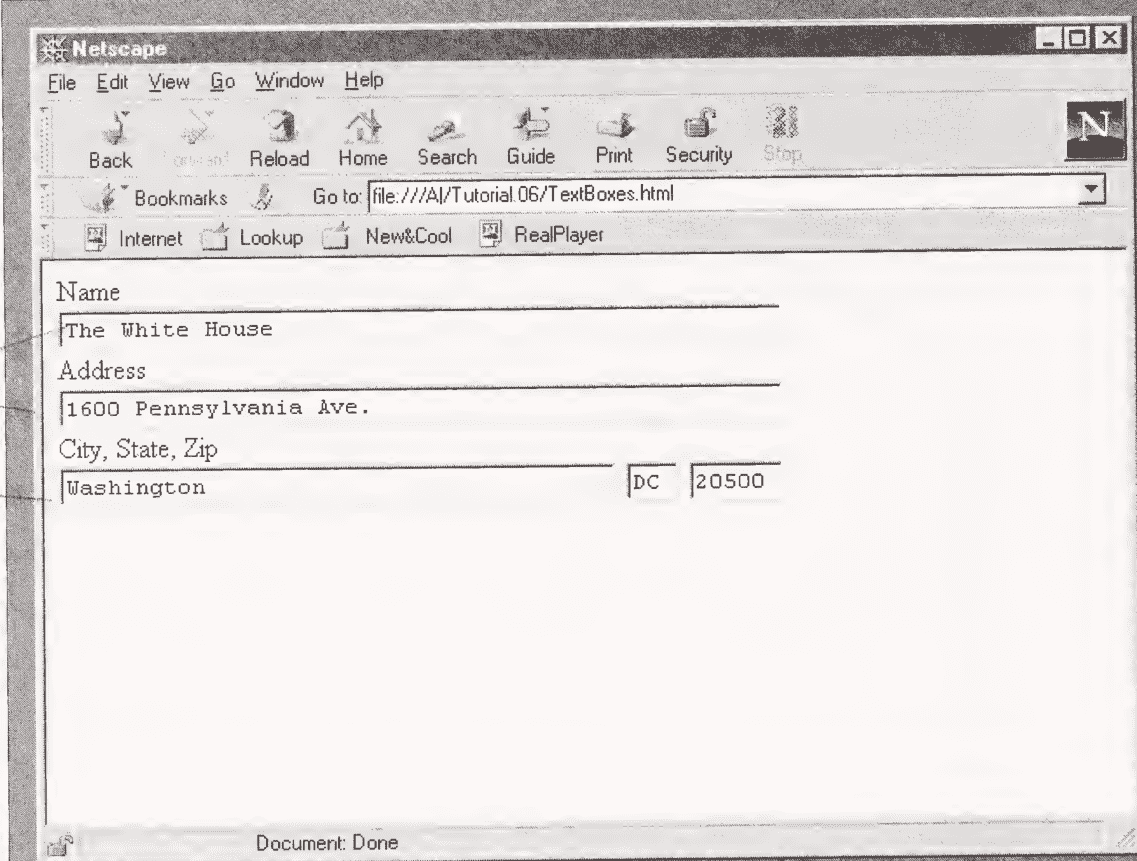 Netscape
File Edit View Go Window Help
N
Back Forward Reload Home Search Guide Print Security Stop
Bookmarks Go to: file:///A|/Tutorial.06/TextBoxes.html
Internet Lookup New&Cool RealPlayer
Name
The White House
Address
1600 Pennsylvania Ave.
City, State, Zip
Washington DC 20500
Document: Done